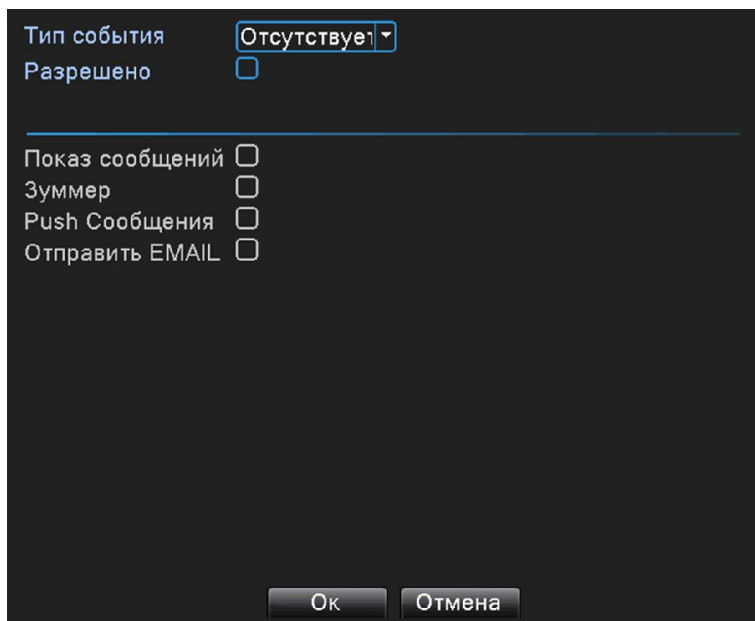 Тип события Отсутствует
Разрешено
Показ сообщений
Зуммер
Push Сообщения
Отправить EMAIL
Ок Отмена